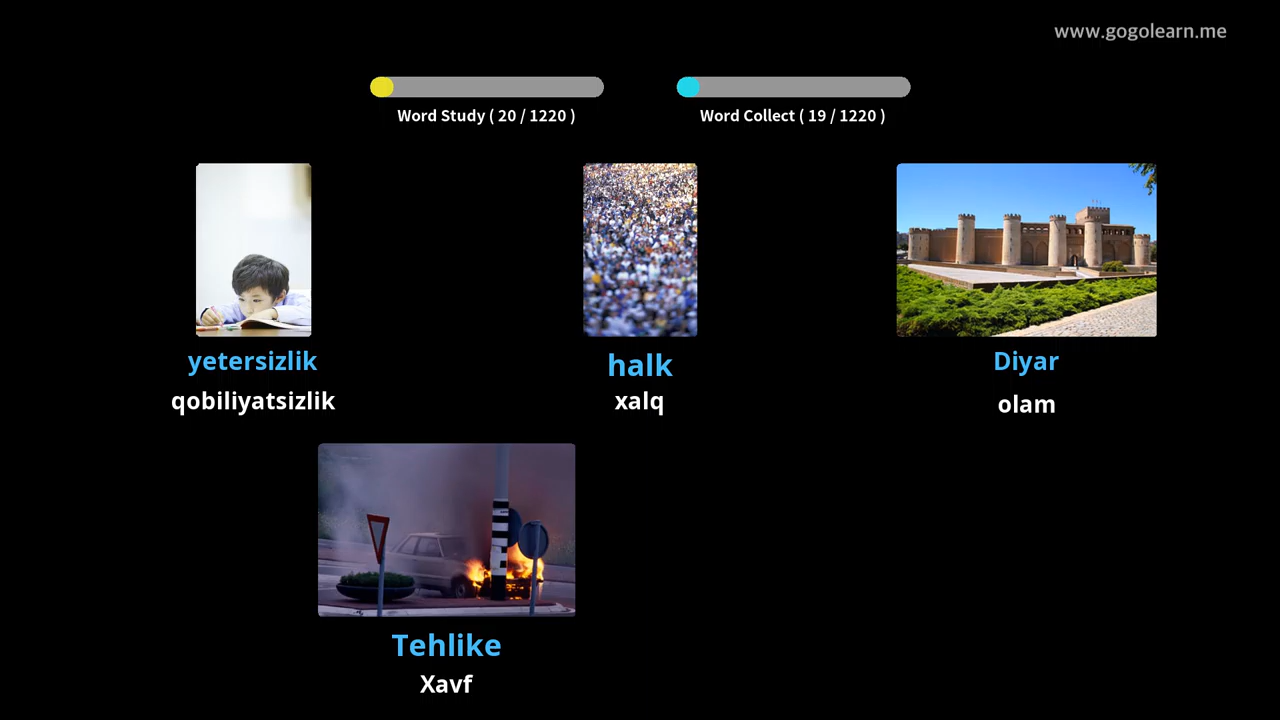 www.gogolearn.me
Word Study ( 20 / 1220 )
Word Collect ( 19 / 1220 )
yetersizlik
qobiliyatsizlik
halk
xalq
Diyar
olam
Tehlike
Xavf